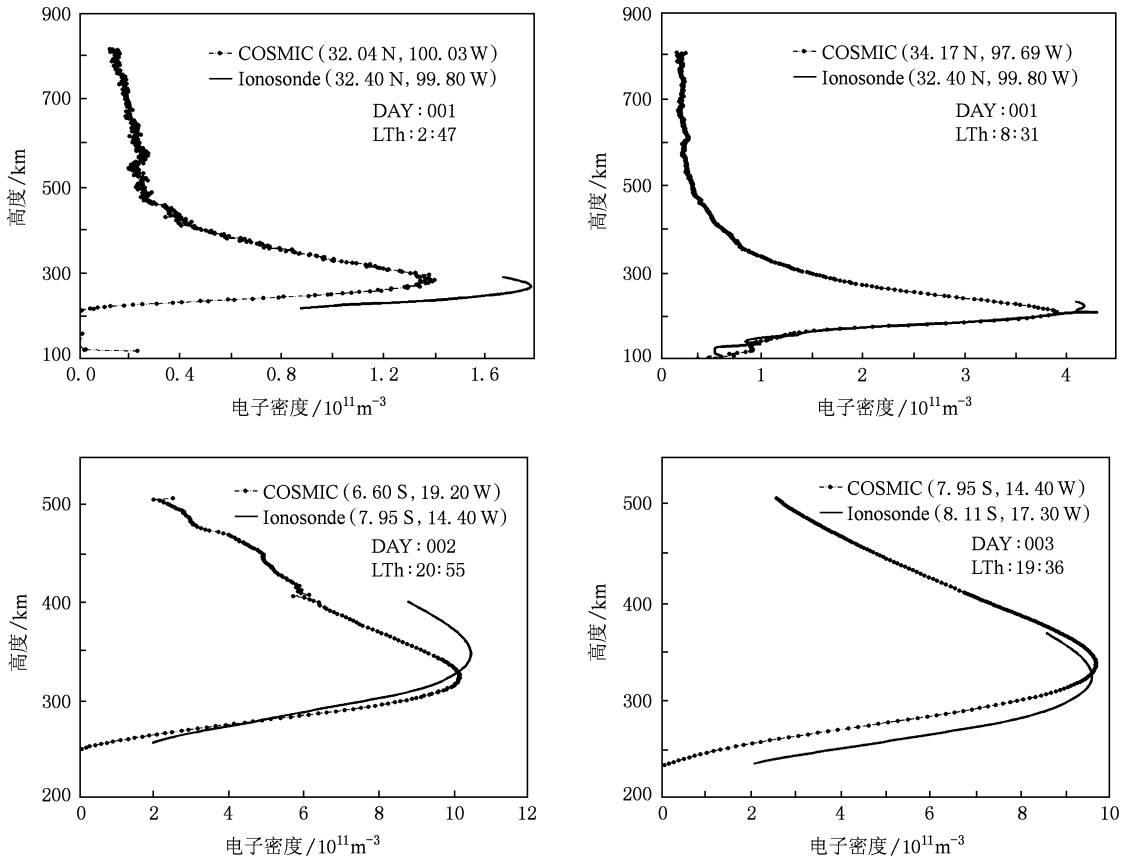 900
700
500
300
100
高度/km
COSMIC (32.04 N, 100.03 W)
Ionosonde (32.40 N, 99.80 W)
DAY:001
LTh:2:47
0.0 0.4 0.8 1.2 1.6
电子密度/10¹¹m⁻³
900
700
500
300
100
高度/km
COSMIC (34.17 N, 97.69 W)
Ionosonde (32.40 N, 99.80 W)
DAY:001
LTh:8:31
0 1 2 3 4
电子密度/10¹¹m⁻³
500
400
300
200
高度/km
COSMIC (6.60 S, 19.20 W)
Ionosonde (7.95 S, 14.40 W)
DAY:002
LTh:20:55
0 2 4 6 8 10 12
电子密度/10¹¹m⁻³
500
400
300
200
高度/km
COSMIC (7.95 S, 14.40 W)
Ionosonde (8.11 S, 17.30 W)
DAY:003
LTh:19:36
0 2 4 6 8 10
电子密度/10¹¹m⁻³